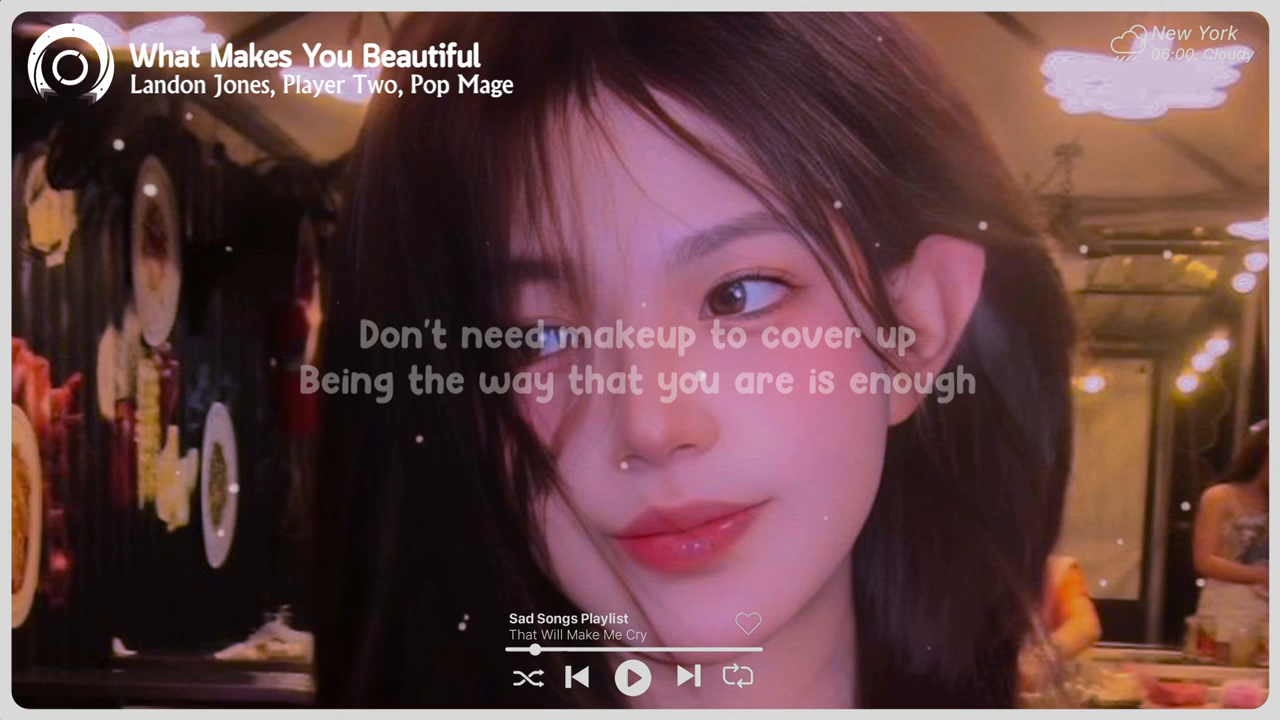 What Makes You Beautiful
Landon Jones, Player Two, Pop Mage
New York
06:00, Cloudy
Don't need makeup to cover up
Being the way that you are is enough
Sad Songs Playlist
That Will Make Me Cry